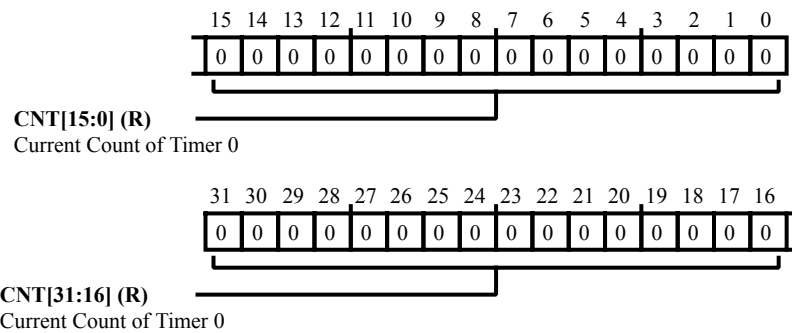 15 14 13 12 11 10 9 8 7 6 5 4 3 2 1 0
0 0 0 0 0 0 0 0 0 0 0 0 0 0 0 0
CNT[15:0] (R)
Current Count of Timer 0
31 30 29 28 27 26 25 24 23 22 21 20 19 18 17 16
0 0 0 0 0 0 0 0 0 0 0 0 0 0 0 0
CNT[31:16] (R)
Current Count of Timer 0